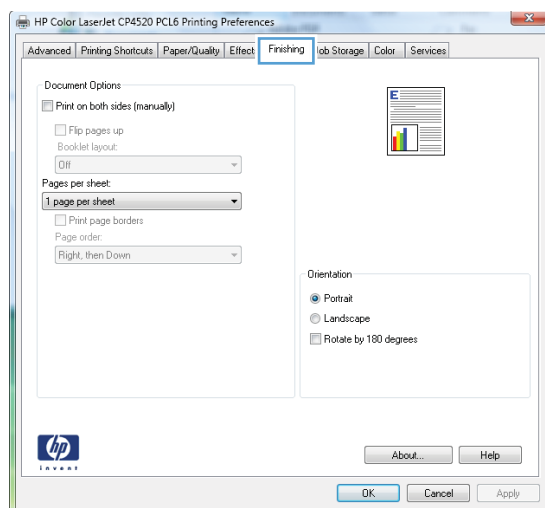 HP Color LaserJet CP4520 PCL6 Printing Preferences
Advanced Printing Shortcuts Paper/Quality Effect Finishing ob Storage Color Services
Document Options
Print on both sides (manually)
Flip pages up
Booklet layout:
Off
Pages per sheet:
1 page per sheet
Print page borders
Page order:
Right, then Down
E
Orientation
Portrait
Landscape
Rotate by 180 degrees
hp
invent
About... Help
OK Cancel Apply